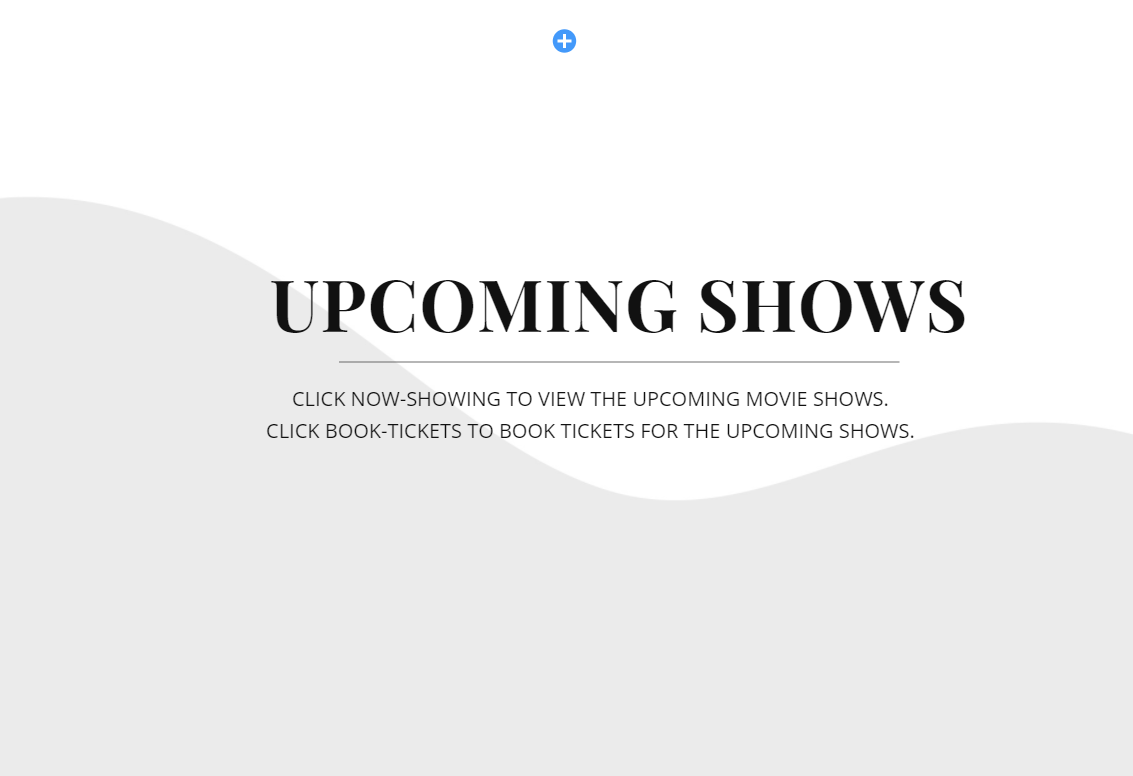 UPCOMING SHOWS
CLICK NOW-SHOWING TO VIEW THE UPCOMING MOVIE SHOWS.
CLICK BOOK-TICKETS TO BOOK TICKETS FOR THE UPCOMING SHOWS.